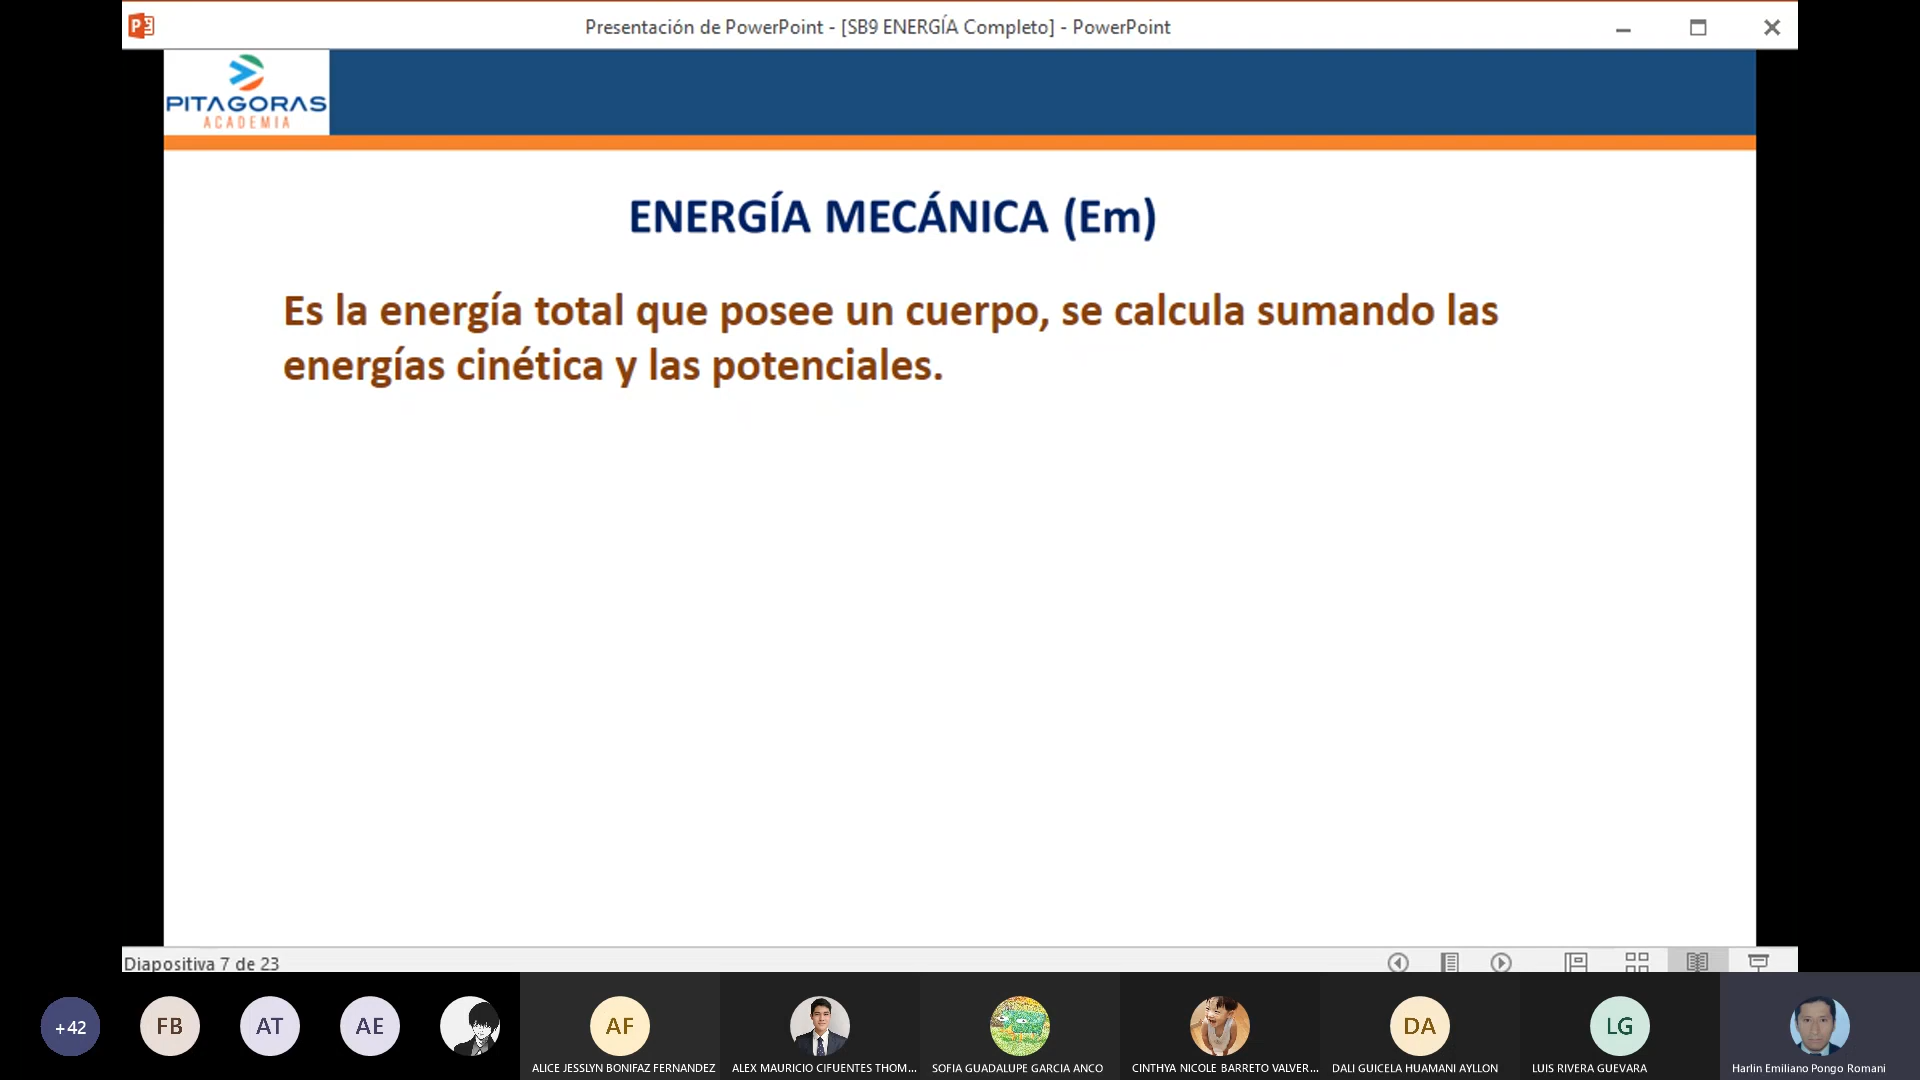 Presentación de PowerPoint - [SB9 ENERGÍA Completo] - PowerPoint
PITAGORAS
ACADEMIA
ENERGÍA MECÁNICA (Em)
Es la energía total que posee un cuerpo, se calcula sumando las
energías cinética y las potenciales.
Diapositiva 7 de 23
+42
FB
AT
AE
AF
DA
LG
ALICE JESSLYN BONIFAZ FERNANDEZ
ALEX MAURICIO CIFUENTES THOM...
SOFIA GUADALUPE GARCIA ANCO
CINTHYA NICOLE BARRETO VALVER...
DALI GUICELA HUAMANI AYLLON
LUIS RIVERA GUEVARA
Harlin Emiliano Pongo Romani